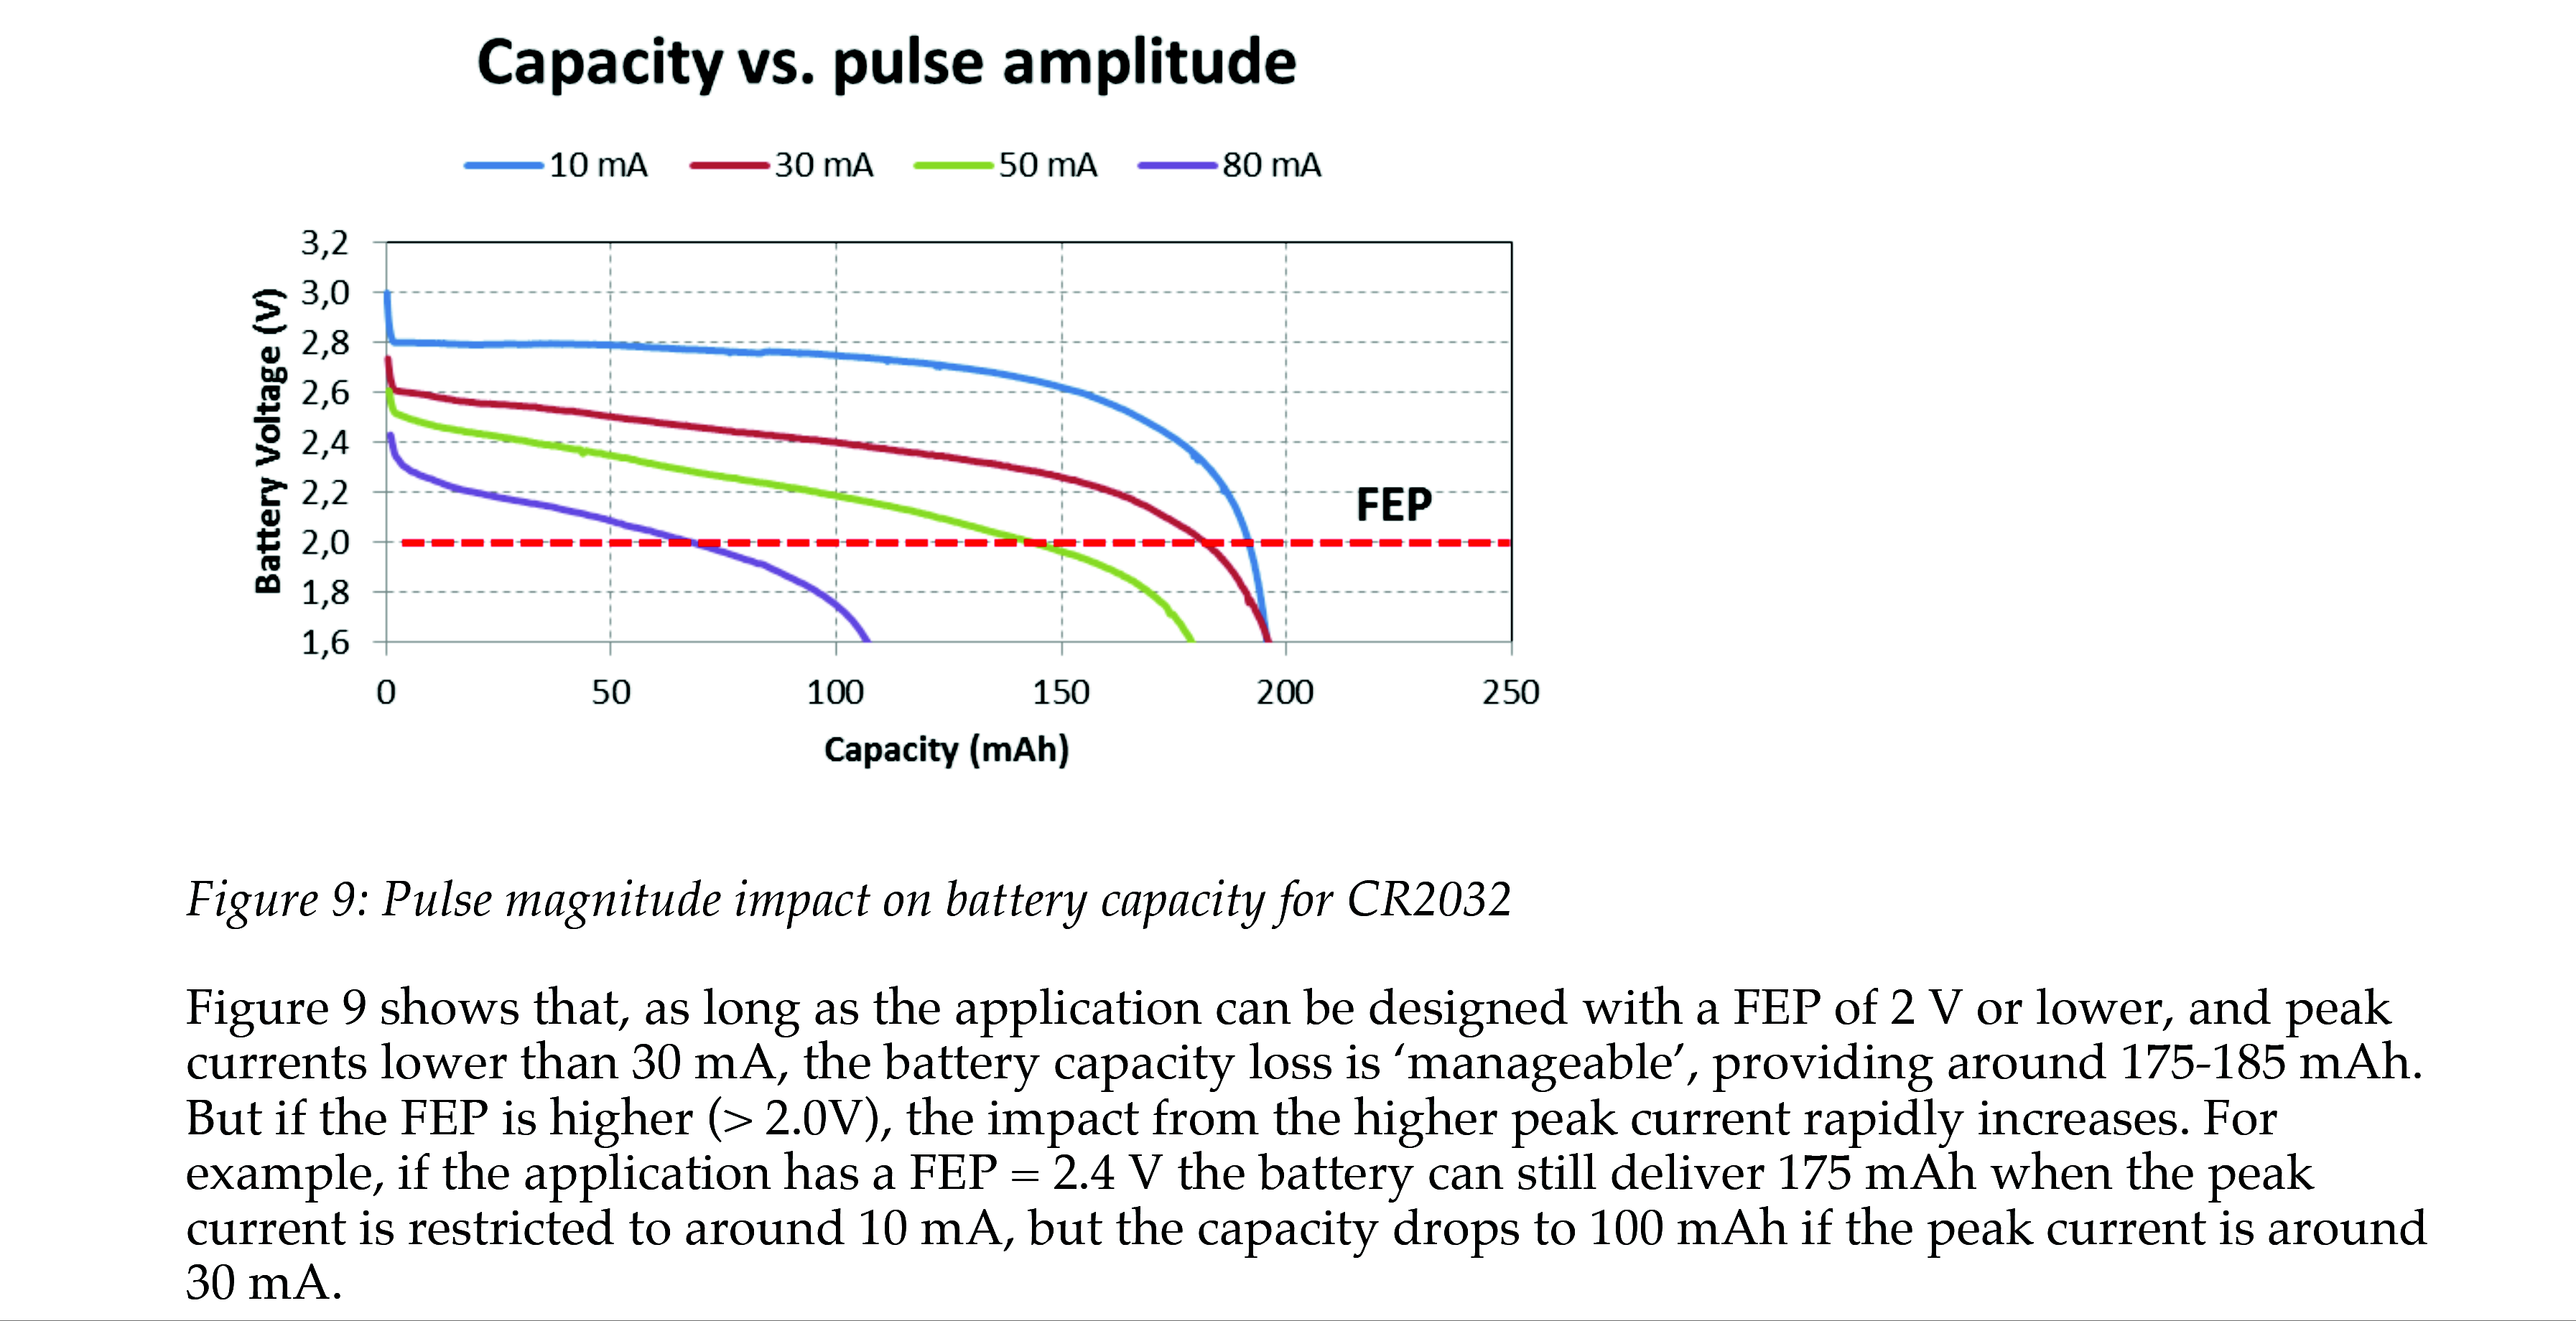 Capacity vs. pulse amplitude
10 mA 30 mA 50 mA 80 mA
Battery Voltage (V)
3,2
3,0
2,8
2,6
2,4
2,2
2,0
1,8
1,6
FEP
0 50 100 150 200 250
Capacity (mAh)
Figure 9: Pulse magnitude impact on battery capacity for CR2032
Figure 9 shows that, as long as the application can be designed with a FEP of 2 V or lower, and peak
currents lower than 30 mA, the battery capacity loss is ‘manageable’, providing around 175-185 mAh.
But if the FEP is higher (> 2.0V), the impact from the higher peak current rapidly increases. For
example, if the application has a FEP = 2.4 V the battery can still deliver 175 mAh when the peak
current is restricted to around 10 mA, but the capacity drops to 100 mAh if the peak current is around
30 mA.